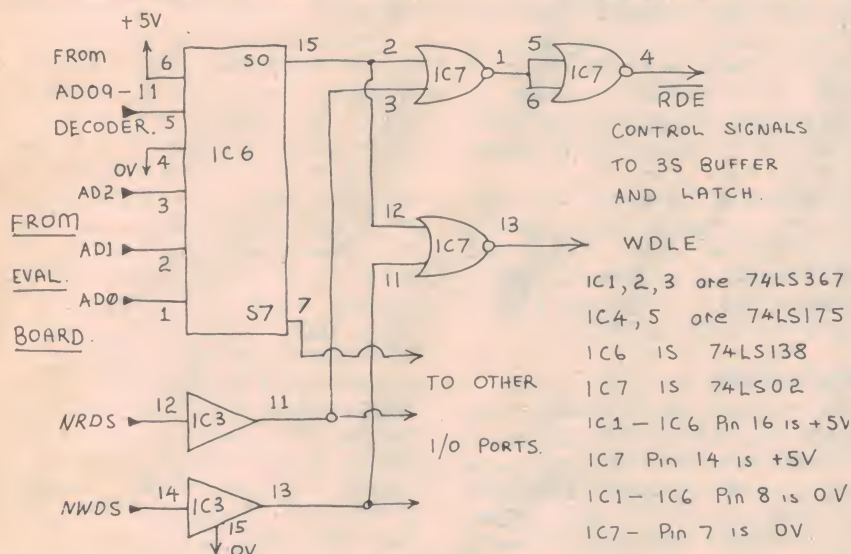 +5V
FROM
AD09-11
DECODER.
6
5
4
0V
AD2
3
FROM
AD1
2
EVAL.
AD0
1
BOARD.
IC6
S0
15
S7
7
2
3
IC7
1
5
6
IC7
4
RDE
CONTROL SIGNALS
TO 3S BUFFER
AND LATCH.
12
11
IC7
13
WDLE
TO OTHER
I/O PORTS.
NRDS
12
IC3
11
NWDS
14
IC3
13
15
0V
IC1, 2, 3 are 74LS367
IC4, 5 are 74LS175
IC6 IS 74LS138
IC7 IS 74LS02
IC1 - IC6 Pin 16 is +5V
IC7 Pin 14 is +5V
IC1 - IC6 Pin 8 is 0V
IC7 - Pin 7 is 0V.